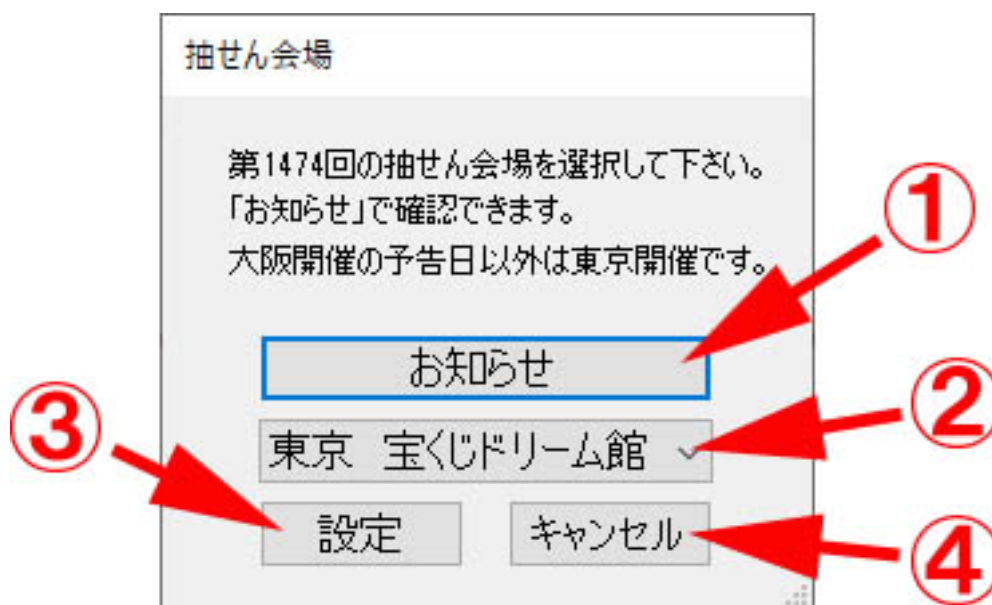 抽せん会場
第1474回の抽せん会場を選択して下さい。
「お知らせ」で確認できます。
大阪開催の予告日以外は東京開催です。
①
お知らせ
②
東京 宝くじドリーム館
③
設定
キャンセル
④